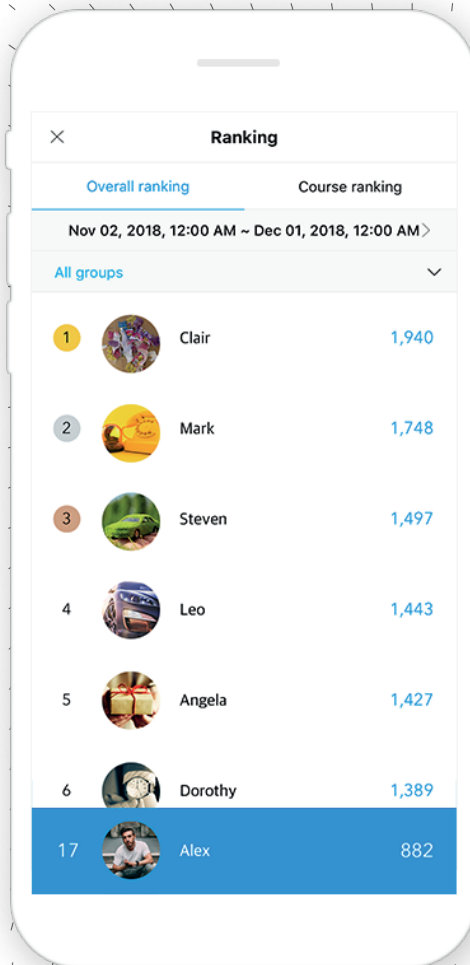 Ranking
Overall ranking Course ranking
Nov 02, 2018, 12:00 AM ~ Dec 01, 2018, 12:00 AM
All groups
1 Clair 1,940
2 Mark 1,748
3 Steven 1,497
4 Leo 1,443
5 Angela 1,427
6 Dorothy 1,389
17 Alex 882